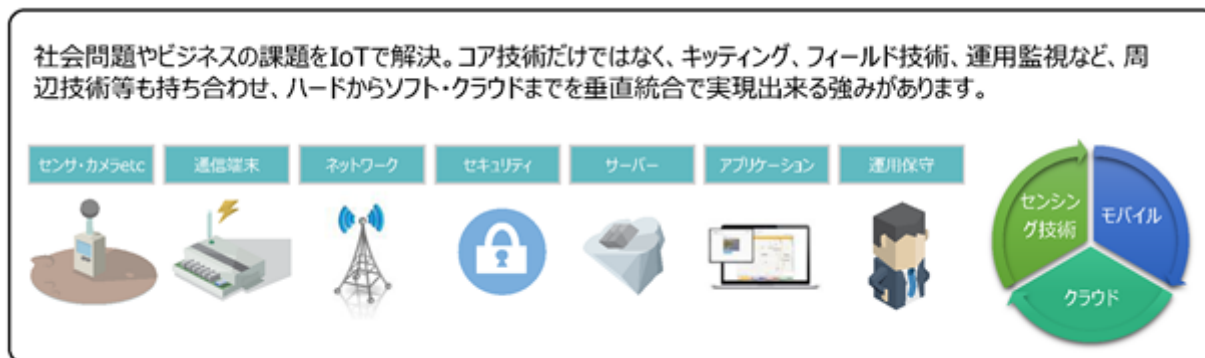 社会問題やビジネスの課題をIoTで解決。コア技術だけではなく、キッティング、フィールド技術、運用監視など、周
辺技術等も持ち合わせ、ハードからソフト・クラウドまでを垂直統合で実現出来る強みがあります。
センサ・カメラetc
通信端末
ネットワーク
セキュリティ
サーバー
アプリケーション
運用保守
センシン
グ技術
モバイル
クラウド